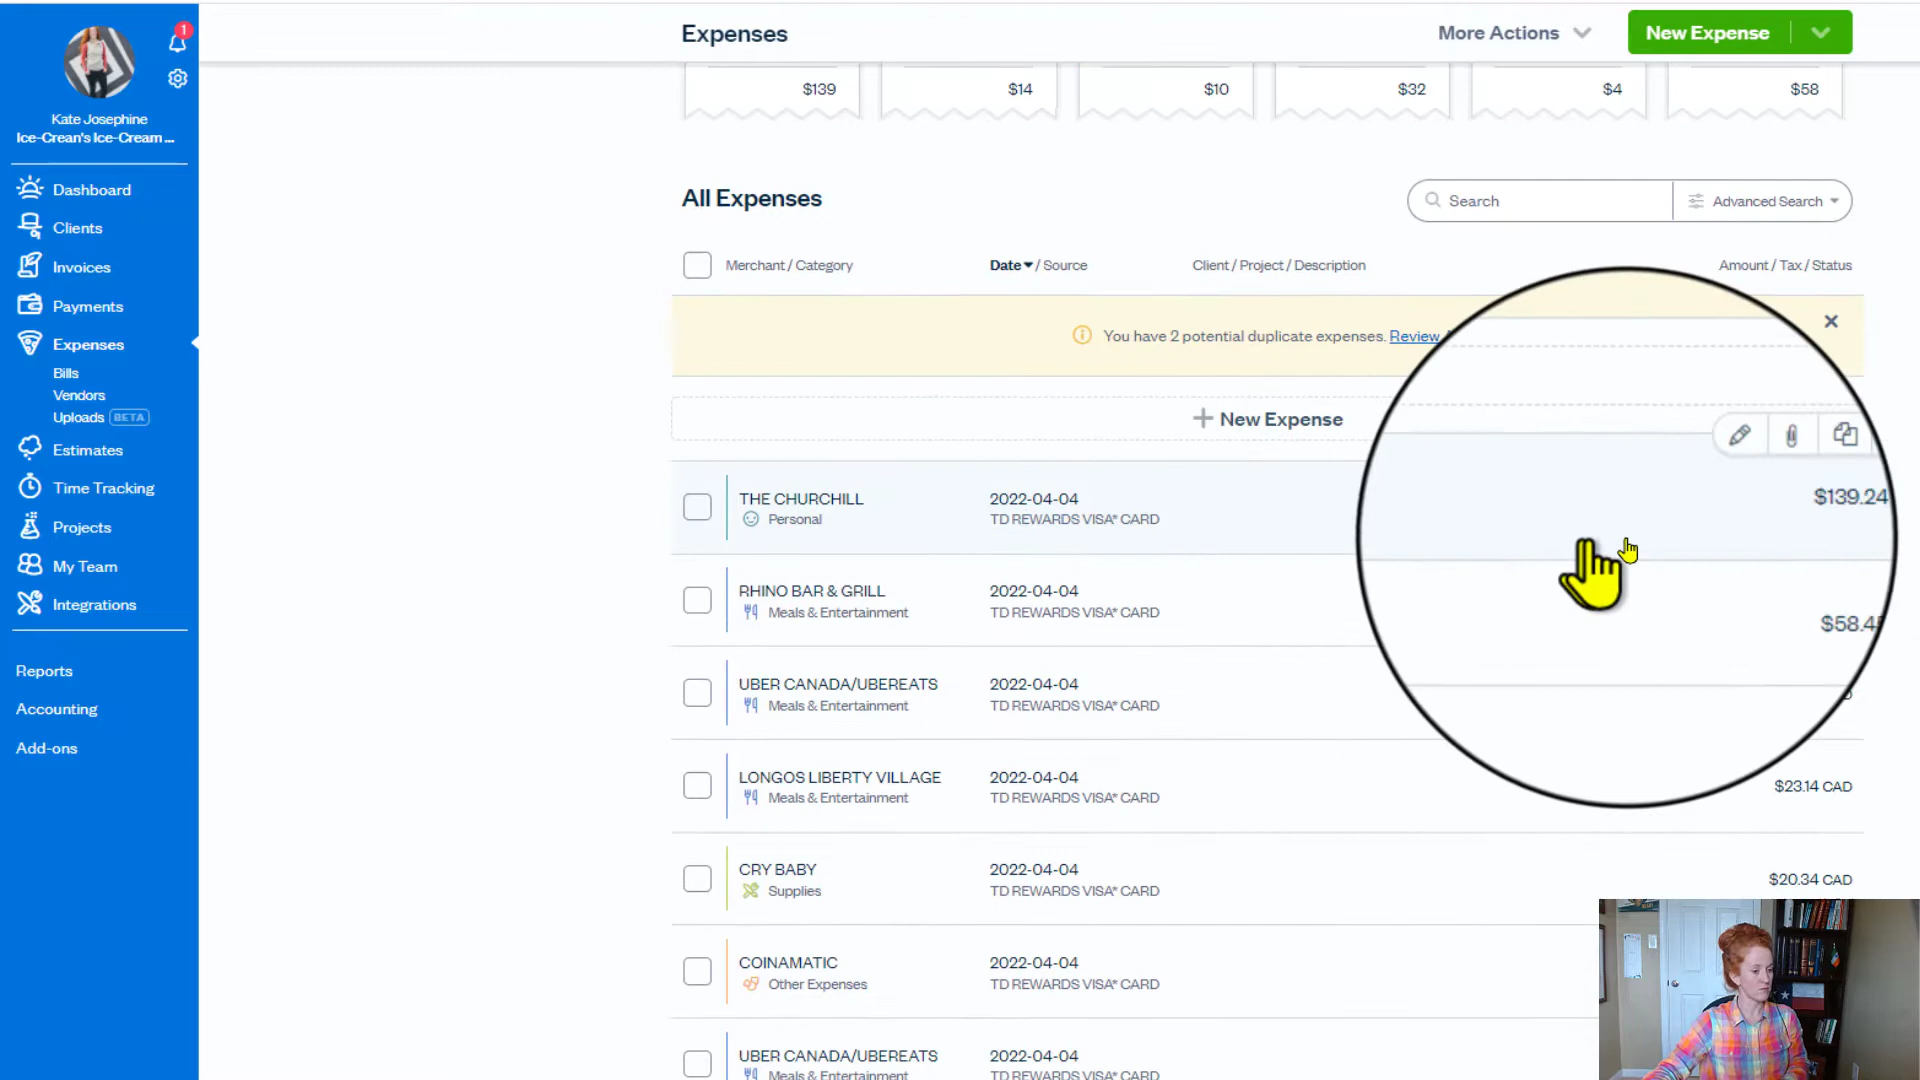 1
Kate Josephine
Ice-Crean's Ice-Cream ...
Dashboard
Clients
Invoices
Payments
Expenses
Bills
Vendors
Uploads BETA
Estimates
Time Tracking
Projects
My Team
Integrations
Reports
Accounting
Add-ons
Expenses
More Actions
New Expense
$139 $14 $10 $32 $4 $58
All Expenses
Search
Advanced Search
Merchant / Category Date / Source Client / Project / Description Amount / Tax / Status
You have 2 potential duplicate expenses. Review
New Expense
THE CHURCHILL 2022-04-04 $139.24
Personal TD REWARDS VISA* CARD
RHINO BAR & GRILL 2022-04-04
Meals & Entertainment TD REWARDS VISA* CARD
UBER CANADA/UBEREATS 2022-04-04
Meals & Entertainment TD REWARDS VISA* CARD
LONGOS LIBERTY VILLAGE 2022-04-04 $23.14 CAD
Meals & Entertainment TD REWARDS VISA* CARD
CRY BABY 2022-04-04 $20.34 CAD
Supplies TD REWARDS VISA* CARD
COINAMATIC 2022-04-04
Other Expenses TD REWARDS VISA* CARD
UBER CANADA/UBEREATS 2022-04-04
Meals & Entertainment TD REWARDS VISA* CARD